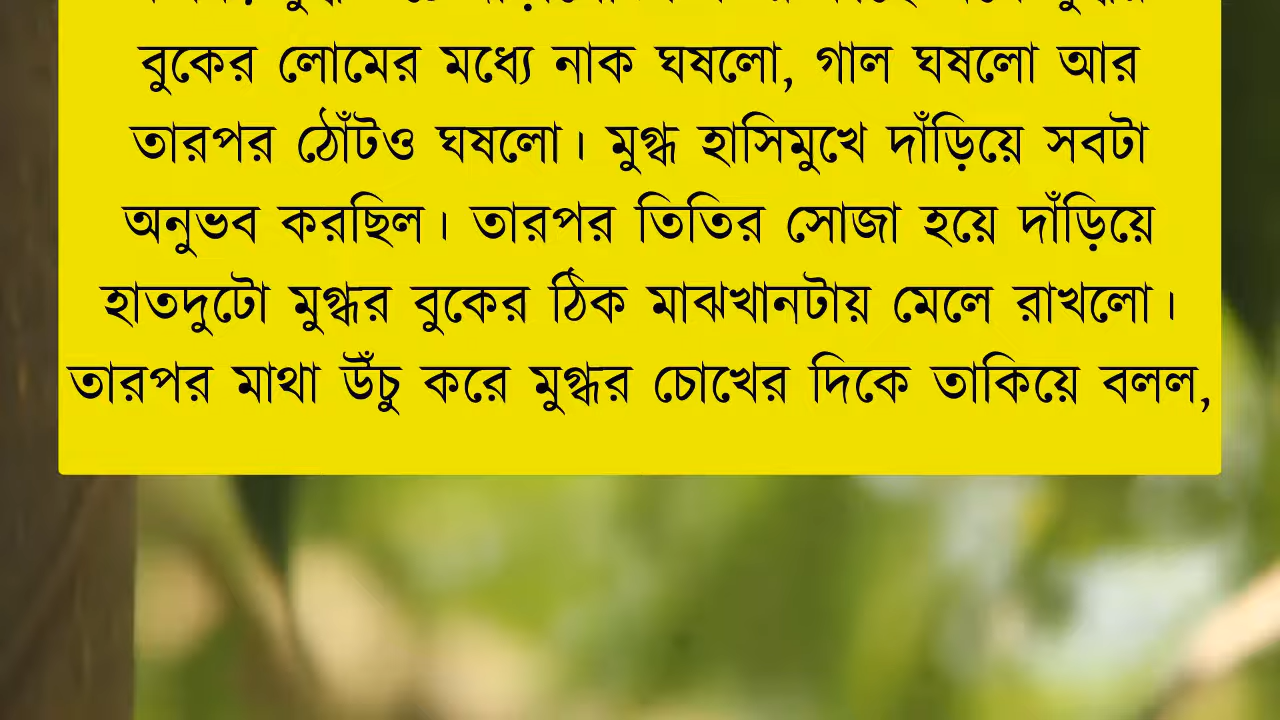 বুকের লোমের মধ্যে নাক ঘষলো, গাল ঘষলো আর
তারপর ঠোঁটও ঘষলো। মুগ্ধ হাসিমুখে দাঁড়িয়ে সবটা
অনুভব করছিল। তারপর তিতির সোজা হয়ে দাঁড়িয়ে
হাতদুটো মুগ্ধর বুকের ঠিক মাঝখানটায় মেলে রাখলো।
তারপর মাথা উঁচু করে মুগ্ধর চোখের দিকে তাকিয়ে বলল,